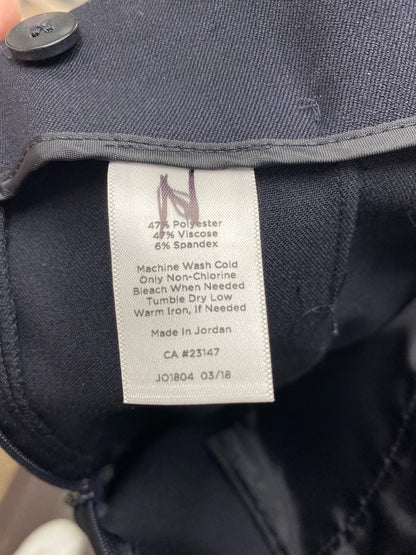 N
47% Polyester
47% Viscose
6% Spandex
Machine Wash Cold
Only Non-Chlorine
Bleach When Needed
Tumble Dry Low
Warm Iron, If Needed
Made In Jordan
CA #23147
JO1804 03/18